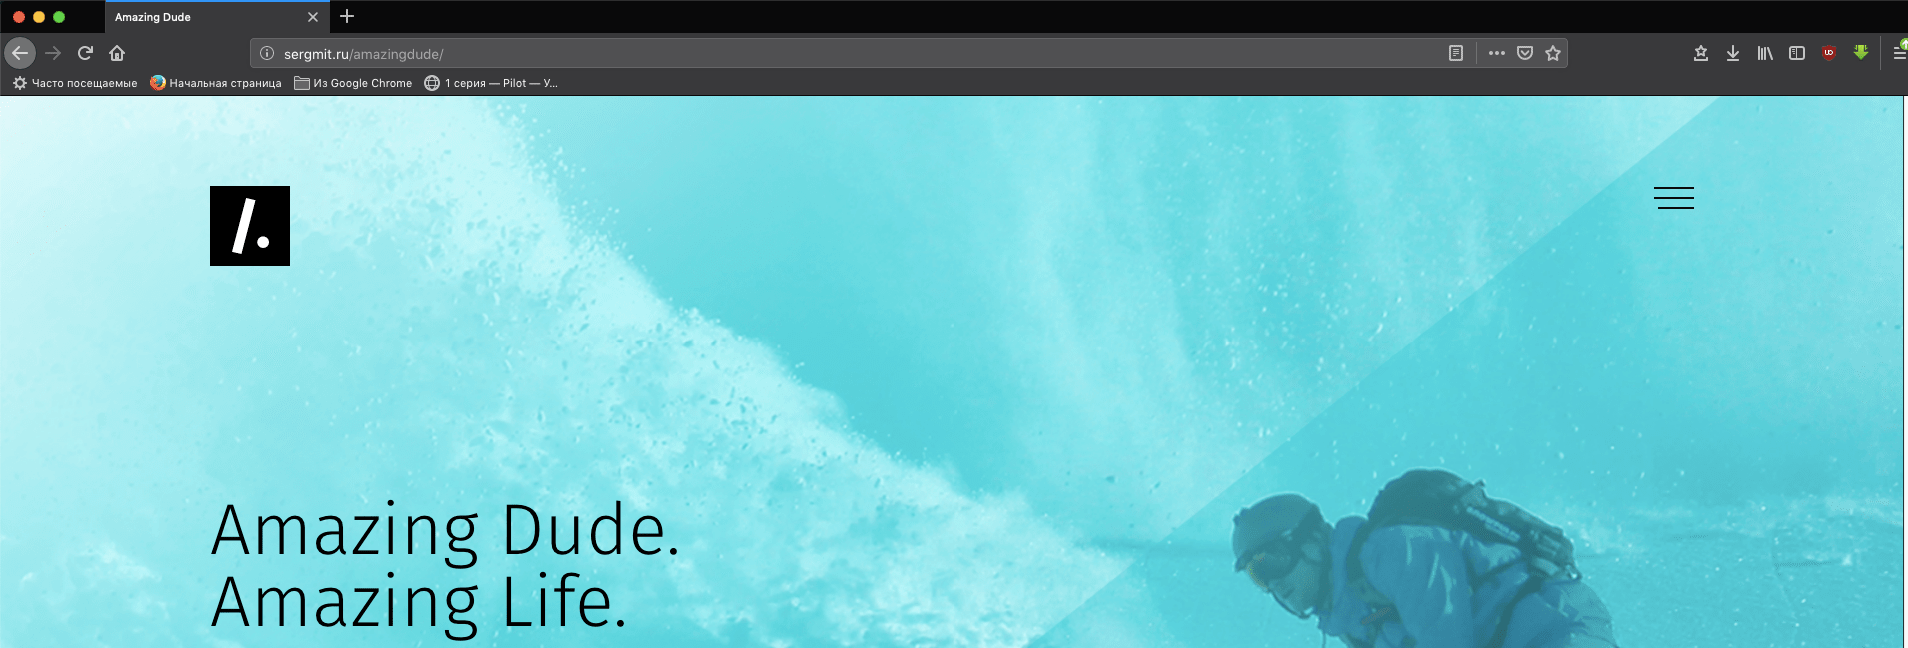 Amazing Dude
sergmit.ru/amazingdude/
Часто посещаемые Начальная страница Из Google Chrome 1 серия — Pilot — У...
/.
Amazing Dude.
Amazing Life.